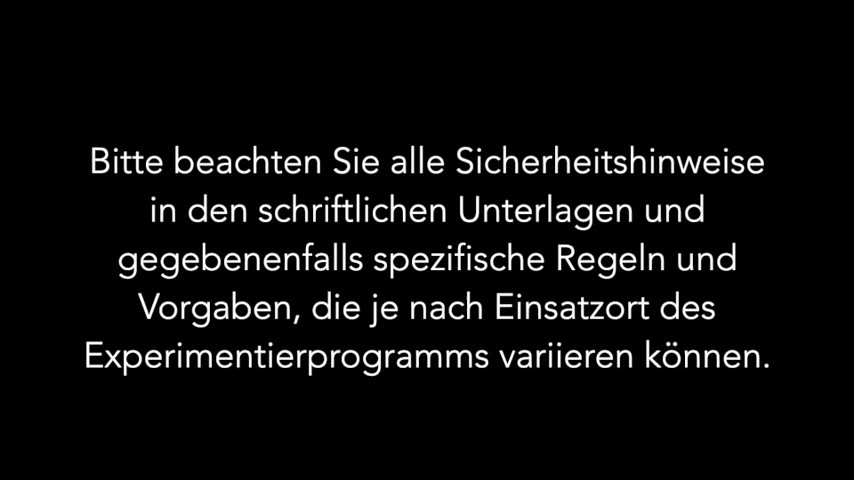 Bitte beachten Sie alle Sicherheitshinweise
in den schriftlichen Unterlagen und
gegebenenfalls spezifische Regeln und
Vorgaben, die je nach Einsatzort des
Experimentierprogramms variieren können.